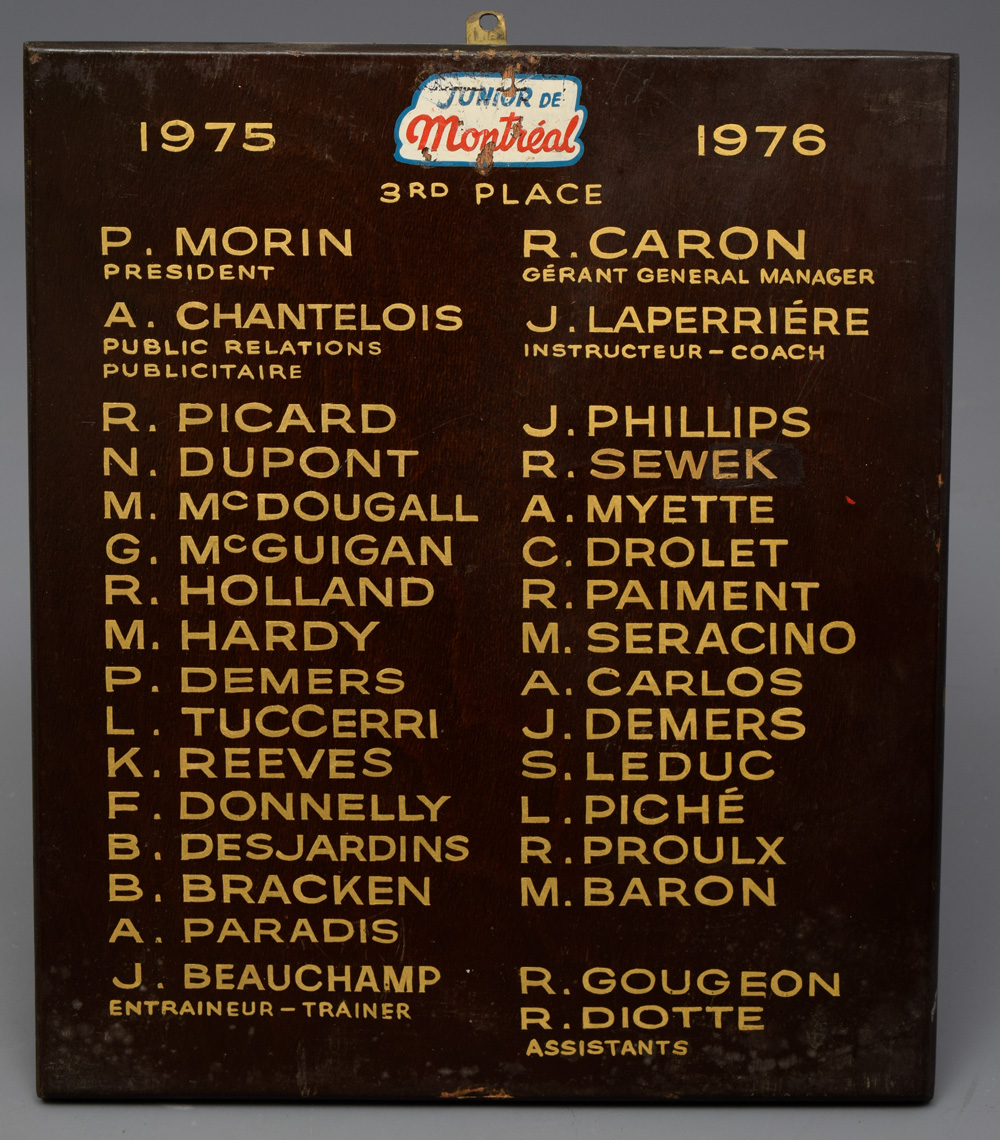 JUNIOR DE
Montréal
1975
1976
3RD PLACE
P. MORIN
PRESIDENT
A. CHANTELOIS
PUBLIC RELATIONS
PUBLICITAIRE
R. PICARD
N. DUPONT
M. McDOUGALL
G. McGUIGAN
R. HOLLAND
M. HARDY
P. DEMERS
L. TUCCERRI
K. REEVES
F. DONNELLY
B. DESJARDINS
B. BRACKEN
A. PARADIS
J. BEAUCHAMP
ENTRAINEUR – TRAINER
R. CARON
GÉRANT GENERAL MANAGER
J. LAPERRIÉRE
INSTRUCTEUR – COACH
J. PHILLIPS
R. SEWEK
A. MYETTE
C. DROLET
R. PAIMENT
M. SERACINO
A. CARLOS
J. DEMERS
S. LEDUC
L. PICHÉ
R. PROULX
M. BARON
R. GOUGEON
R. DIOTTE
ASSISTANTS